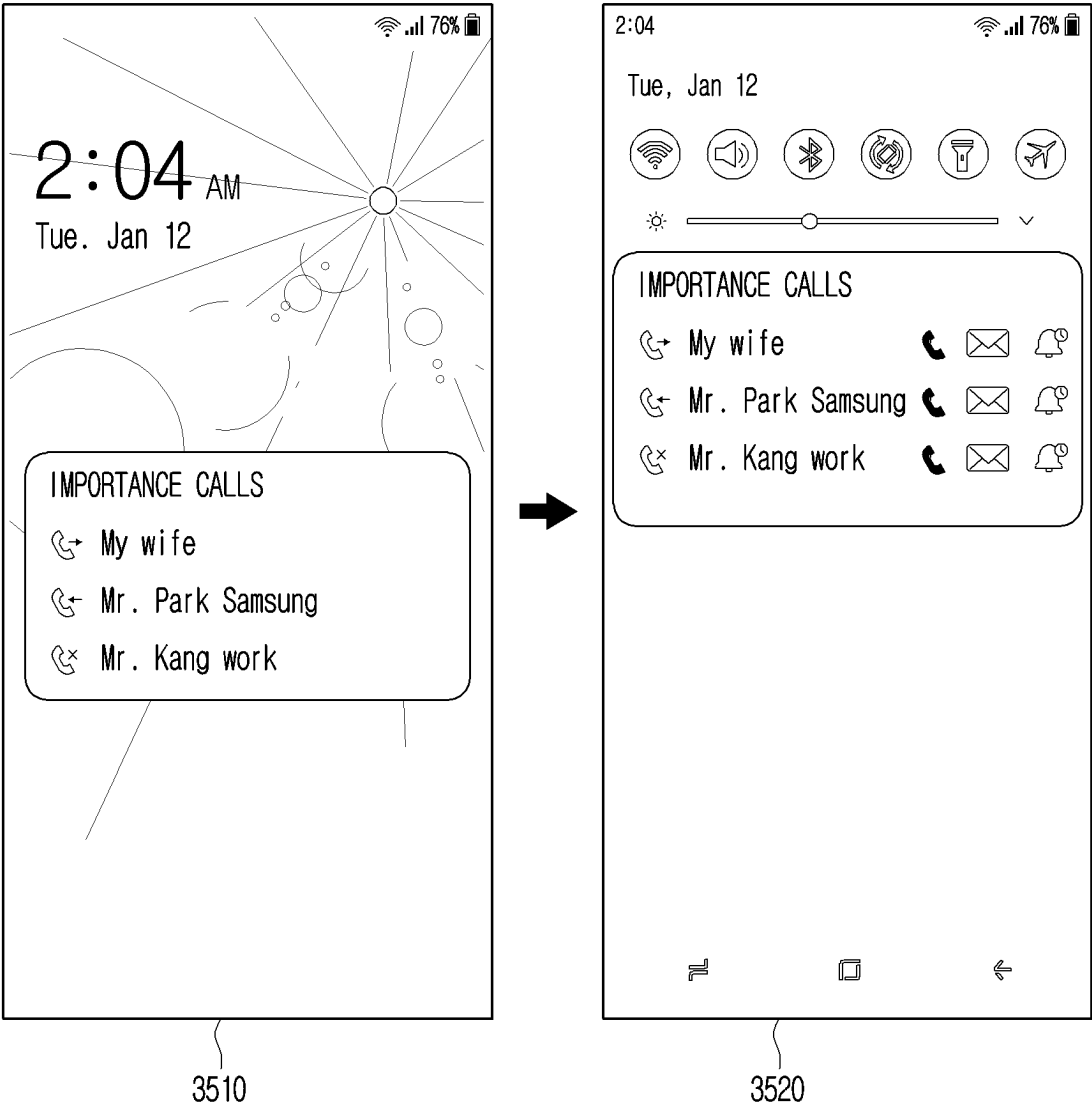 76%
2:04 AM
Tue. Jan 12
IMPORTANCE CALLS
My wife
Mr. Park Samsung
Mr. Kang work
3510
2:04 76%
Tue, Jan 12
IMPORTANCE CALLS
My wife
Mr. Park Samsung
Mr. Kang work
3520